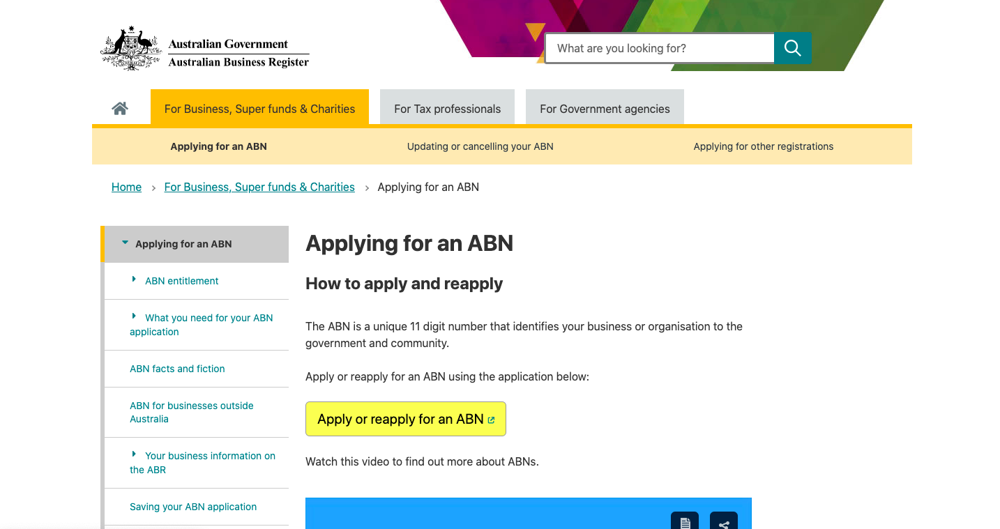 Australian Government
Australian Business Register
What are you looking for?
For Business, Super funds & Charities
For Tax professionals
For Government agencies
Applying for an ABN
Updating or cancelling your ABN
Applying for other registrations
Home
For Business, Super funds & Charities
Applying for an ABN
Applying for an ABN
ABN entitlement
What you need for your ABN
application
ABN facts and fiction
ABN for businesses outside
Australia
Your business information on
the ABR
Saving your ABN application
Applying for an ABN
How to apply and reapply
The ABN is a unique 11 digit number that identifies your business or organisation to the
government and community.
Apply or reapply for an ABN using the application below:
Apply or reapply for an ABN
Watch this video to find out more about ABNs.